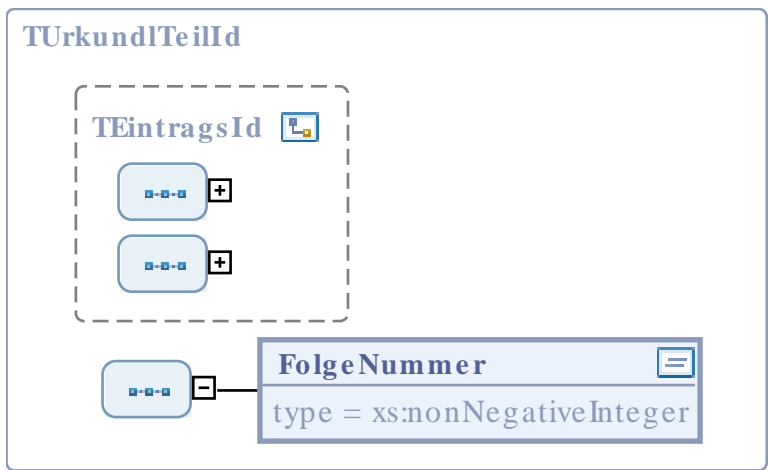 TUrkundlTeilId
TEintragsId
FolgeNummer
type = xs:nonNegativeInteger